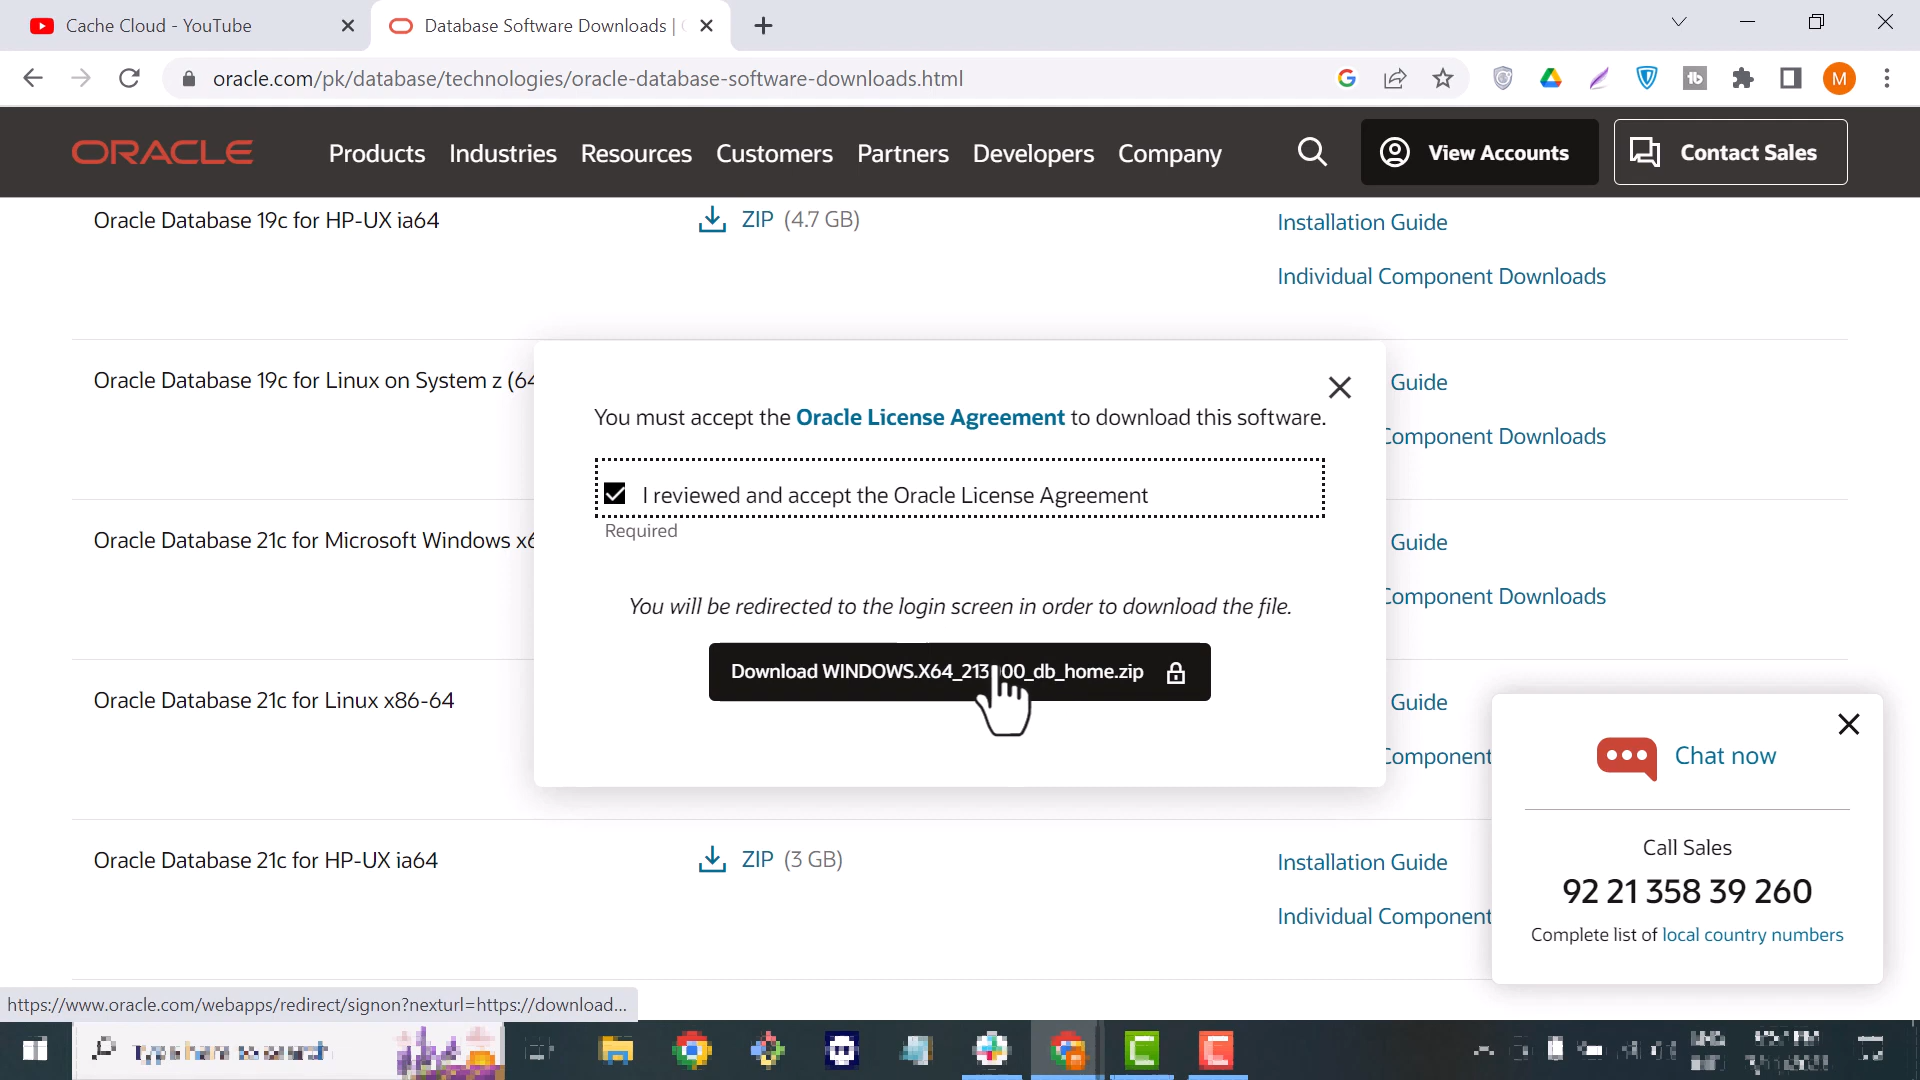 Cache Cloud - YouTube
Database Software Downloads |
oracle.com/pk/database/technologies/oracle-database-software-downloads.html
M
ORACLE
Products Industries Resources Customers Partners Developers Company
View Accounts
Contact Sales
Oracle Database 19c for HP-UX ia64
ZIP (4.7 GB)
Installation Guide
Individual Component Downloads
Oracle Database 19c for Linux on System z (64
Guide
Component Downloads
You must accept the Oracle License Agreement to download this software.
I reviewed and accept the Oracle License Agreement
Required
You will be redirected to the login screen in order to download the file.
Download WINDOWS.X64_213 00_db_home.zip
Oracle Database 21c for Microsoft Windows x6
Guide
Component Downloads
Oracle Database 21c for Linux x86-64
Guide
Component
Oracle Database 21c for HP-UX ia64
ZIP (3 GB)
Installation Guide
Individual Component
Chat now
Call Sales
92 21 358 39 260
Complete list of local country numbers
https://www.oracle.com/webapps/redirect/signon?nexturl=https://download...
Type here to search